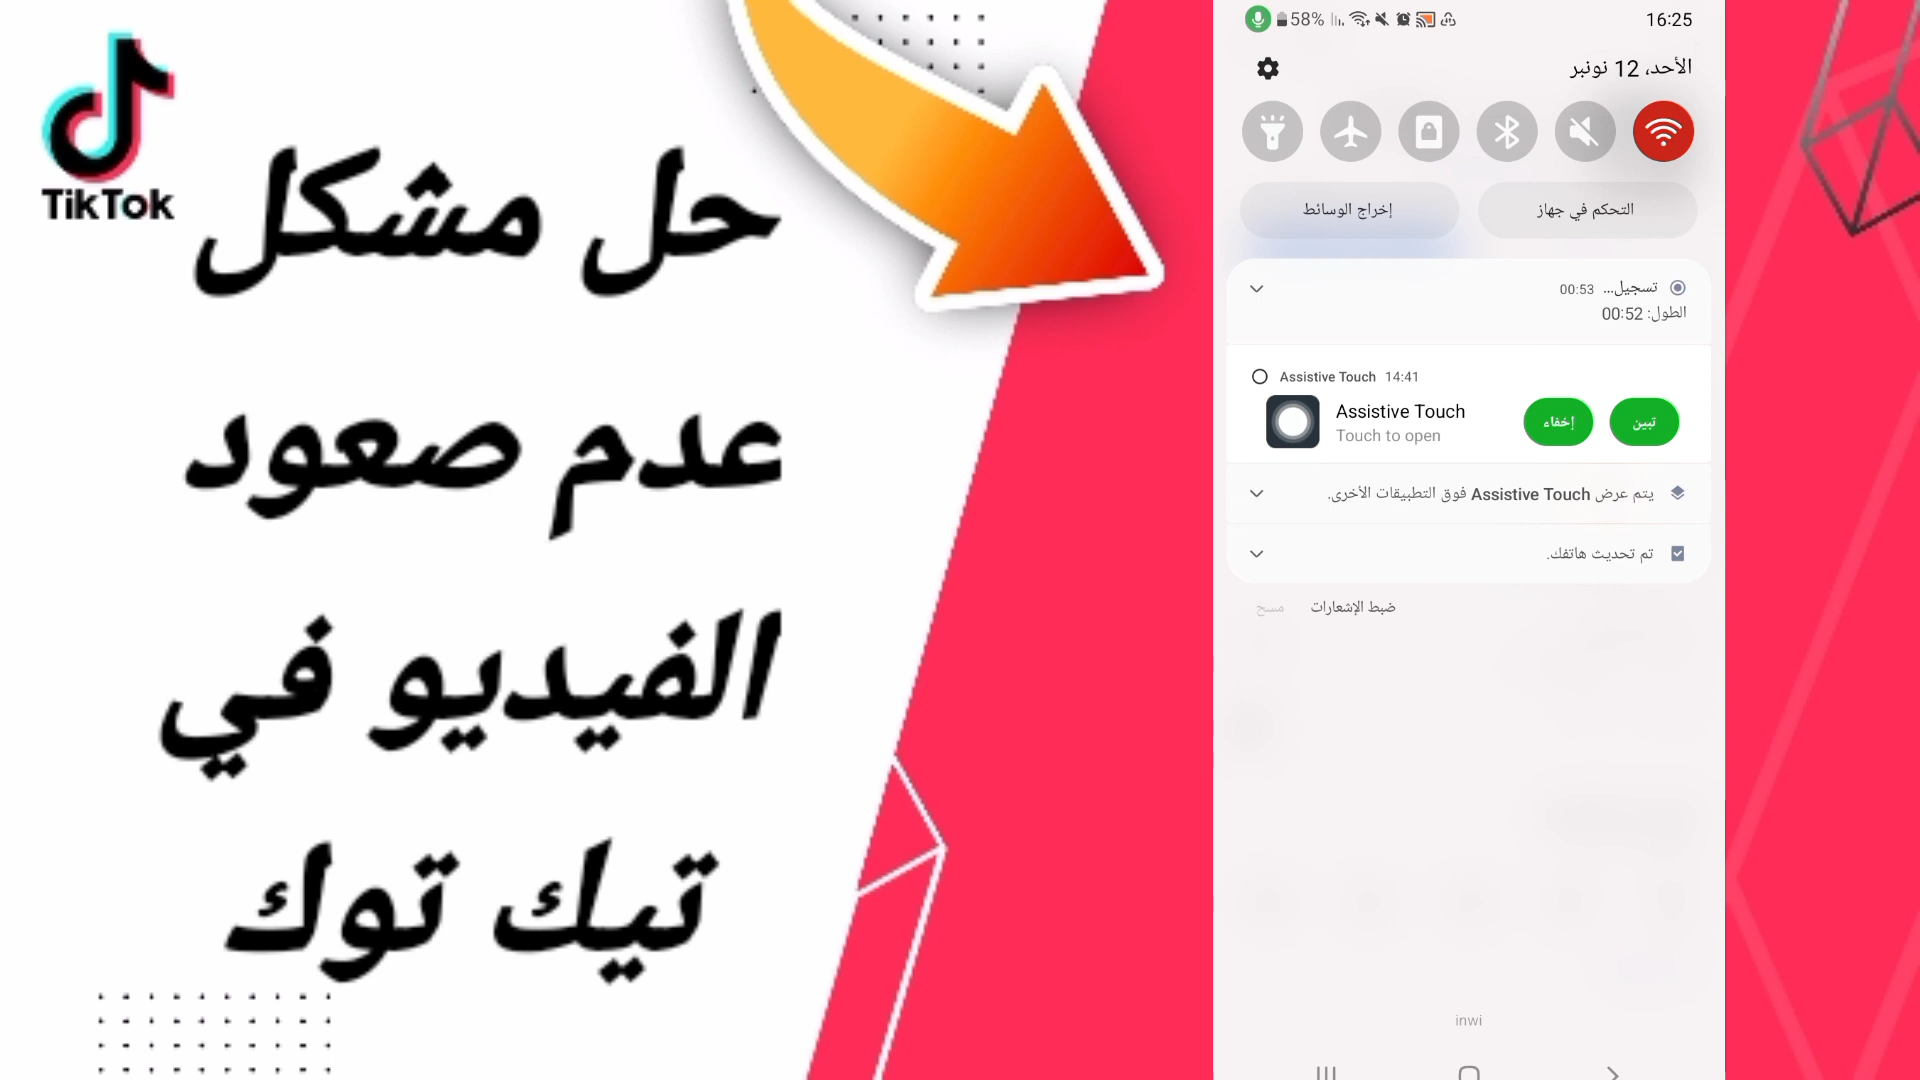 TikTok
حل مشكل
عدم صعود
الفيديو في
تيك توك
58% 16:25
الأحد، 12 نونبر
التحكم في جهاز
إخراج الوسائط
تسجيل... 00:53
الطول: 00:52
Assistive Touch 14:41
Assistive Touch
Touch to open
تبين
إخفاء
يتم عرض Assistive Touch فوق التطبيقات الأخرى.
تم تحديث هاتفك.
ضبط الإشعارات
مسح
inwi